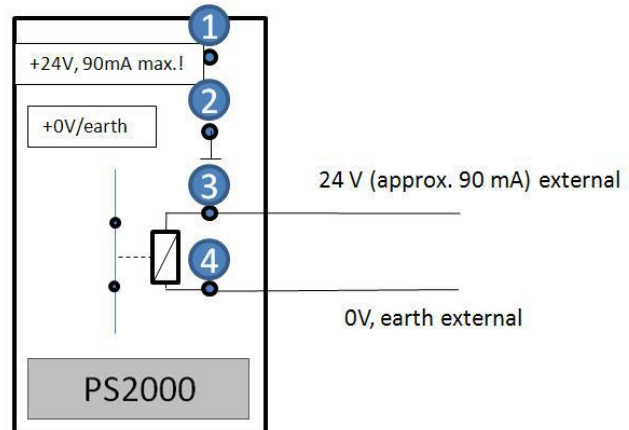 1
+24V, 90mA max.!
2
+0V/earth
3
24 V (approx. 90 mA) external
4
0V, earth external
PS2000